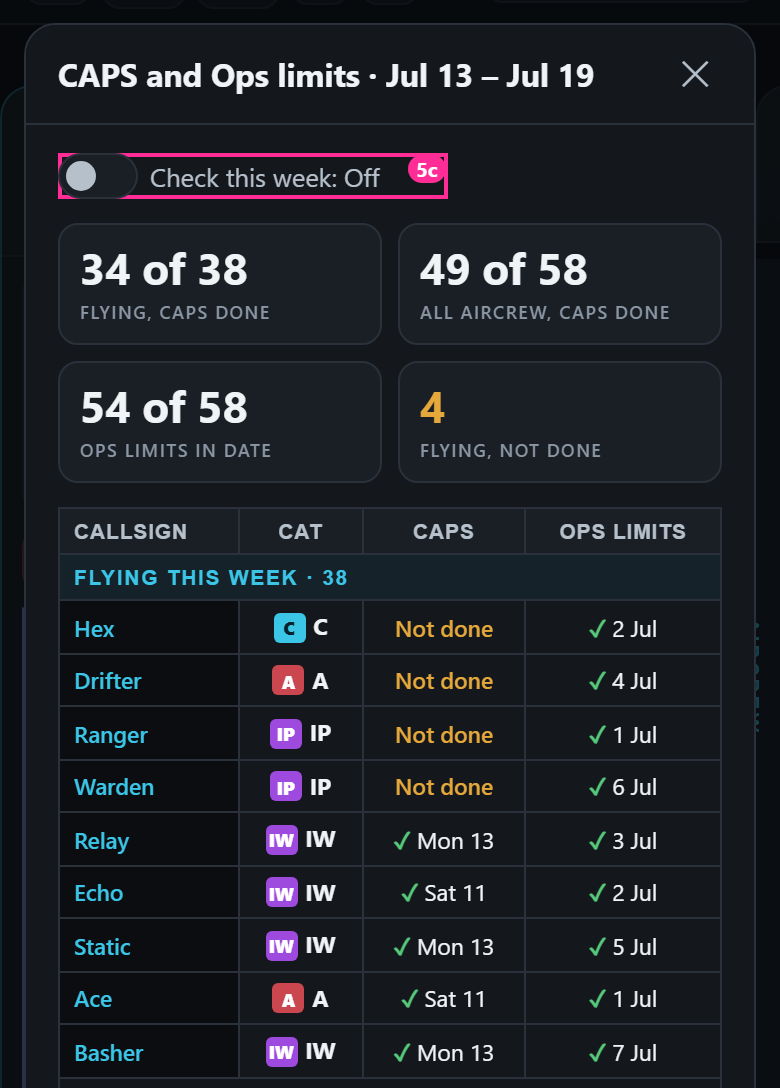 CAPS and Ops limits · Jul 13 – Jul 19
Check this week: Off 5c
34 of 38
FLYING, CAPS DONE
49 of 58
ALL AIRCREW, CAPS DONE
54 of 58
OPS LIMITS IN DATE
4
FLYING, NOT DONE
CALLSIGN CAT CAPS OPS LIMITS
FLYING THIS WEEK · 38
Hex C C Not done ✓ 2 Jul
Drifter A A Not done ✓ 4 Jul
Ranger IP IP Not done ✓ 1 Jul
Warden IP IP Not done ✓ 6 Jul
Relay IW IW ✓ Mon 13 ✓ 3 Jul
Echo IW IW ✓ Sat 11 ✓ 2 Jul
Static IW IW ✓ Mon 13 ✓ 5 Jul
Ace A A ✓ Sat 11 ✓ 1 Jul
Basher IW IW ✓ Mon 13 ✓ 7 Jul